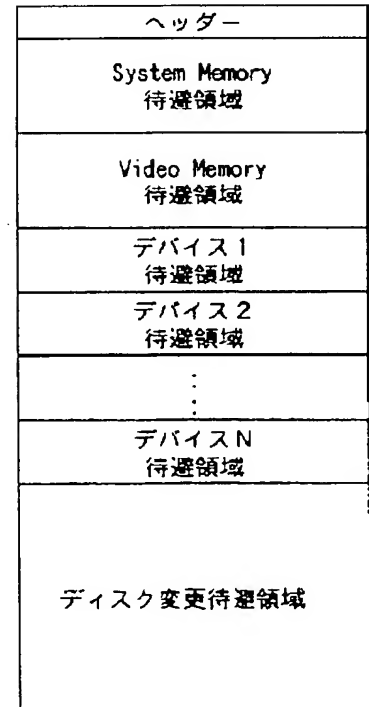 ヘッダー
System Memory
待避領域
Video Memory
待避領域
デバイス1
待避領域
デバイス2
待避領域
⋮
デバイスN
待避領域
ディスク変更待避領域